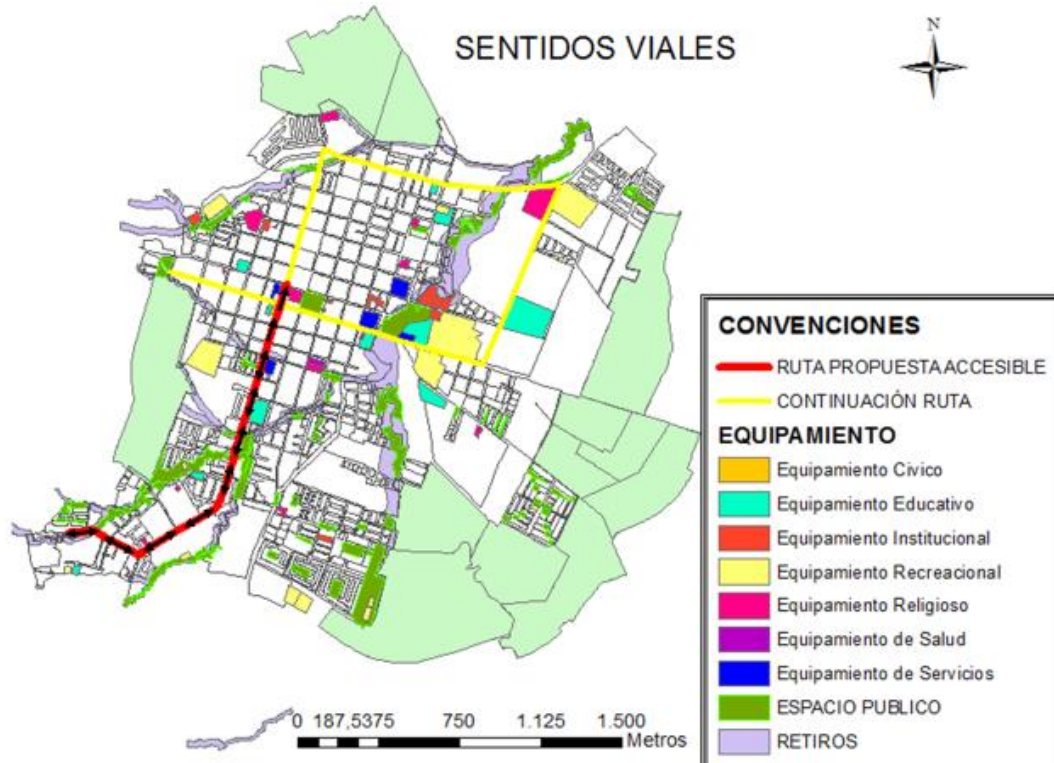 SENTIDOS VIALES
N
CONVENCIONES
RUTA PROPUESTA ACCESIBLE
CONTINUACIÓN RUTA
EQUIPAMIENTO
Equipamiento Civico
Equipamiento Educativo
Equipamiento Institucional
Equipamiento Recreacional
Equipamiento Religioso
Equipamiento de Salud
Equipamiento de Servicios
ESPACIO PUBLICO
RETIROS
0 187,5375 750 1.125 1.500
Metros